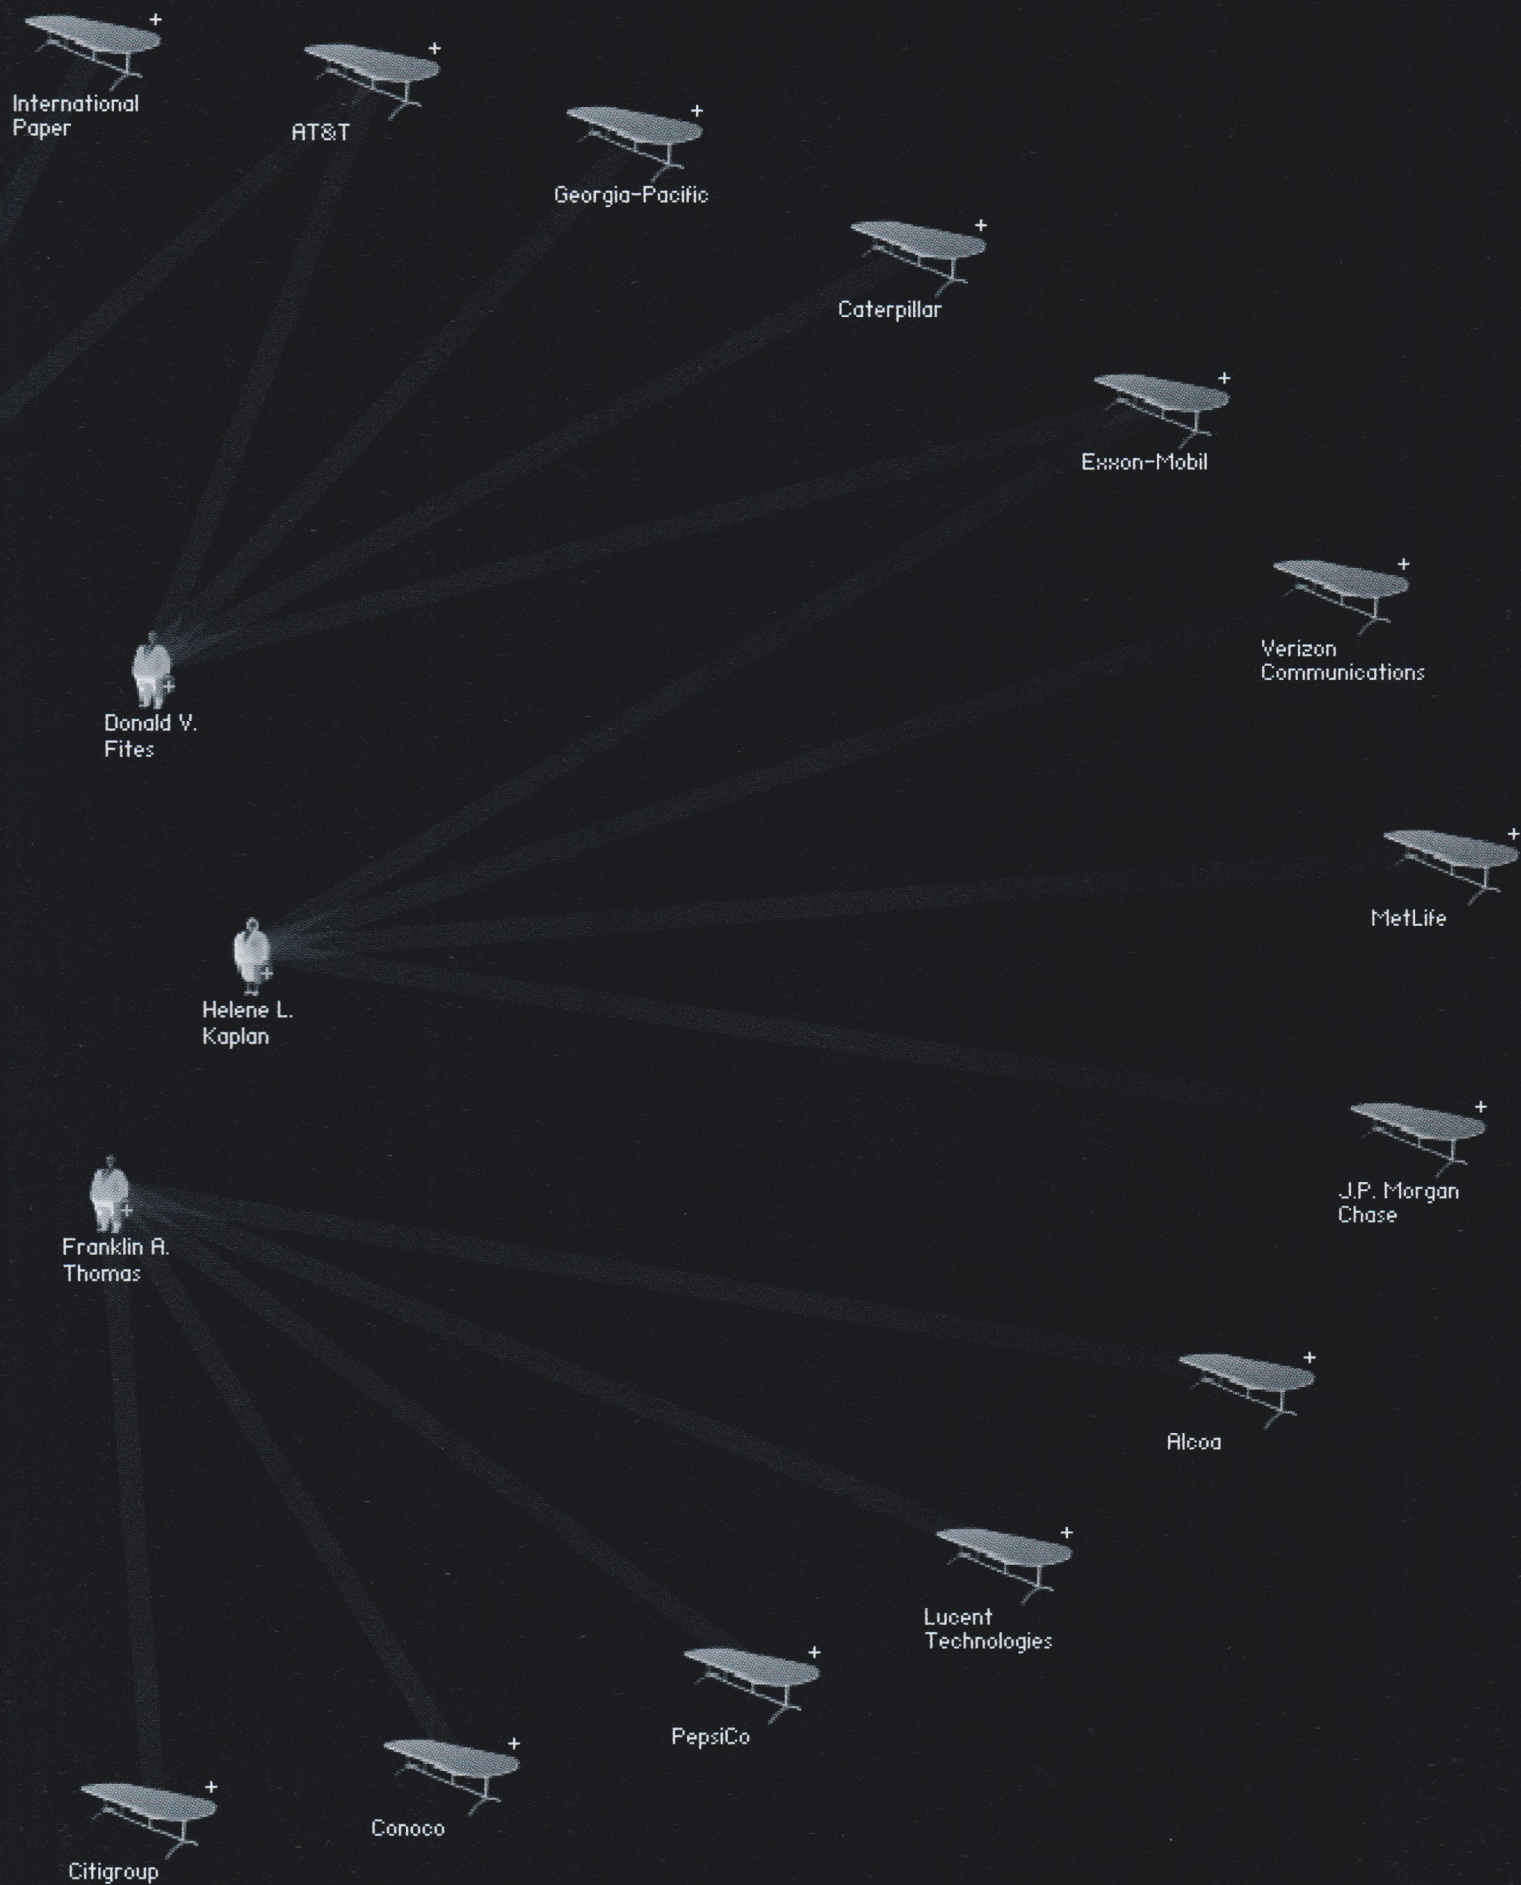 International
Paper
AT&T
Georgia-Pacific
Caterpillar
Exxon-Mobil
Verizon
Communications
Donald V.
Fites
MetLife
Helene L.
Kaplan
J.P. Morgan
Chase
Franklin A.
Thomas
Alcoa
Lucent
Technologies
PepsiCo
Conoco
Citigroup